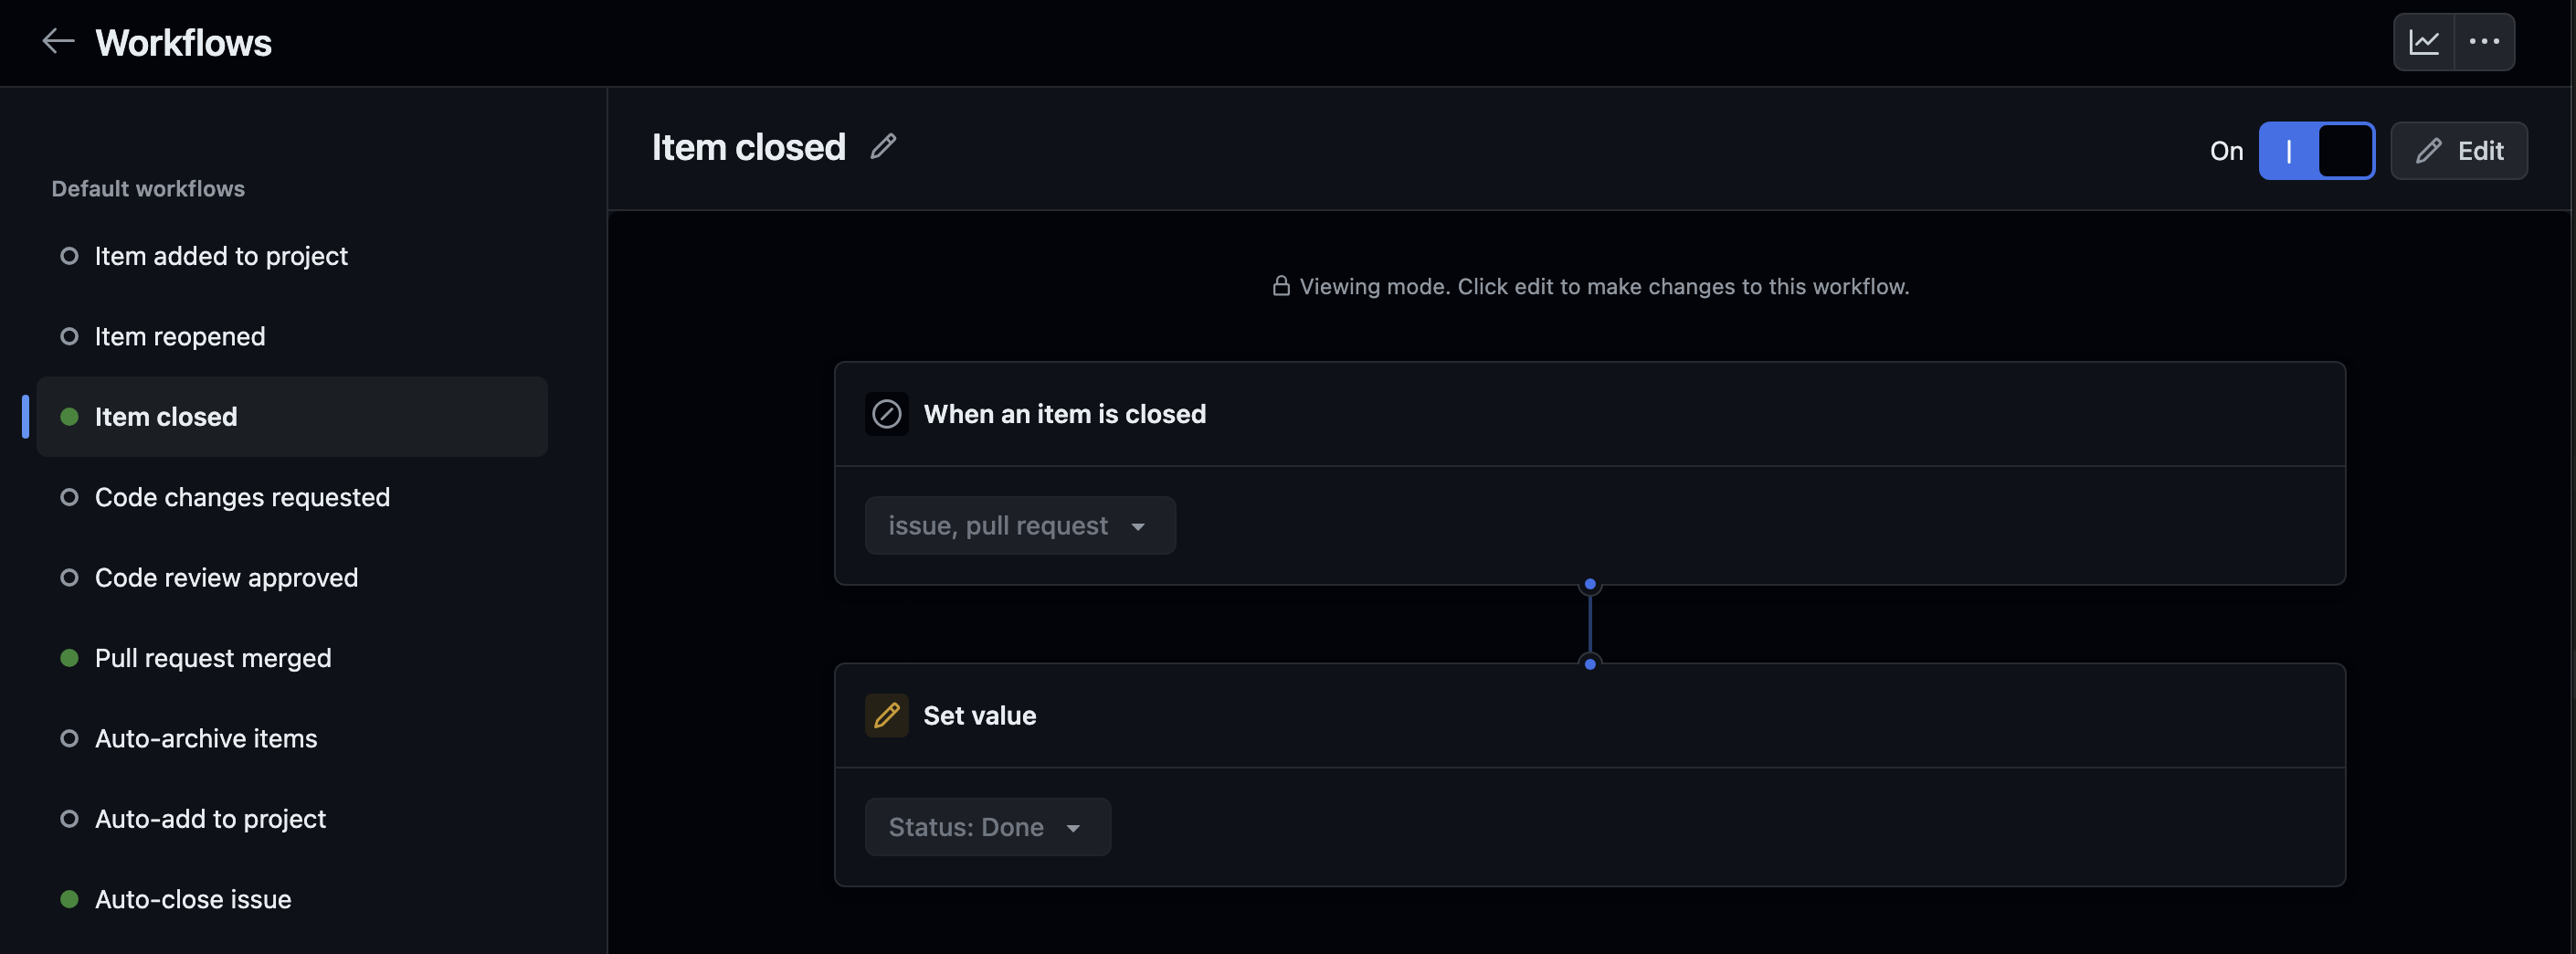 Workflows
Default workflows
Item added to project
Item reopened
Item closed
Code changes requested
Code review approved
Pull request merged
Auto-archive items
Auto-add to project
Auto-close issue
Item closed
On
Edit
Viewing mode. Click edit to make changes to this workflow.
When an item is closed
issue, pull request
Set value
Status: Done